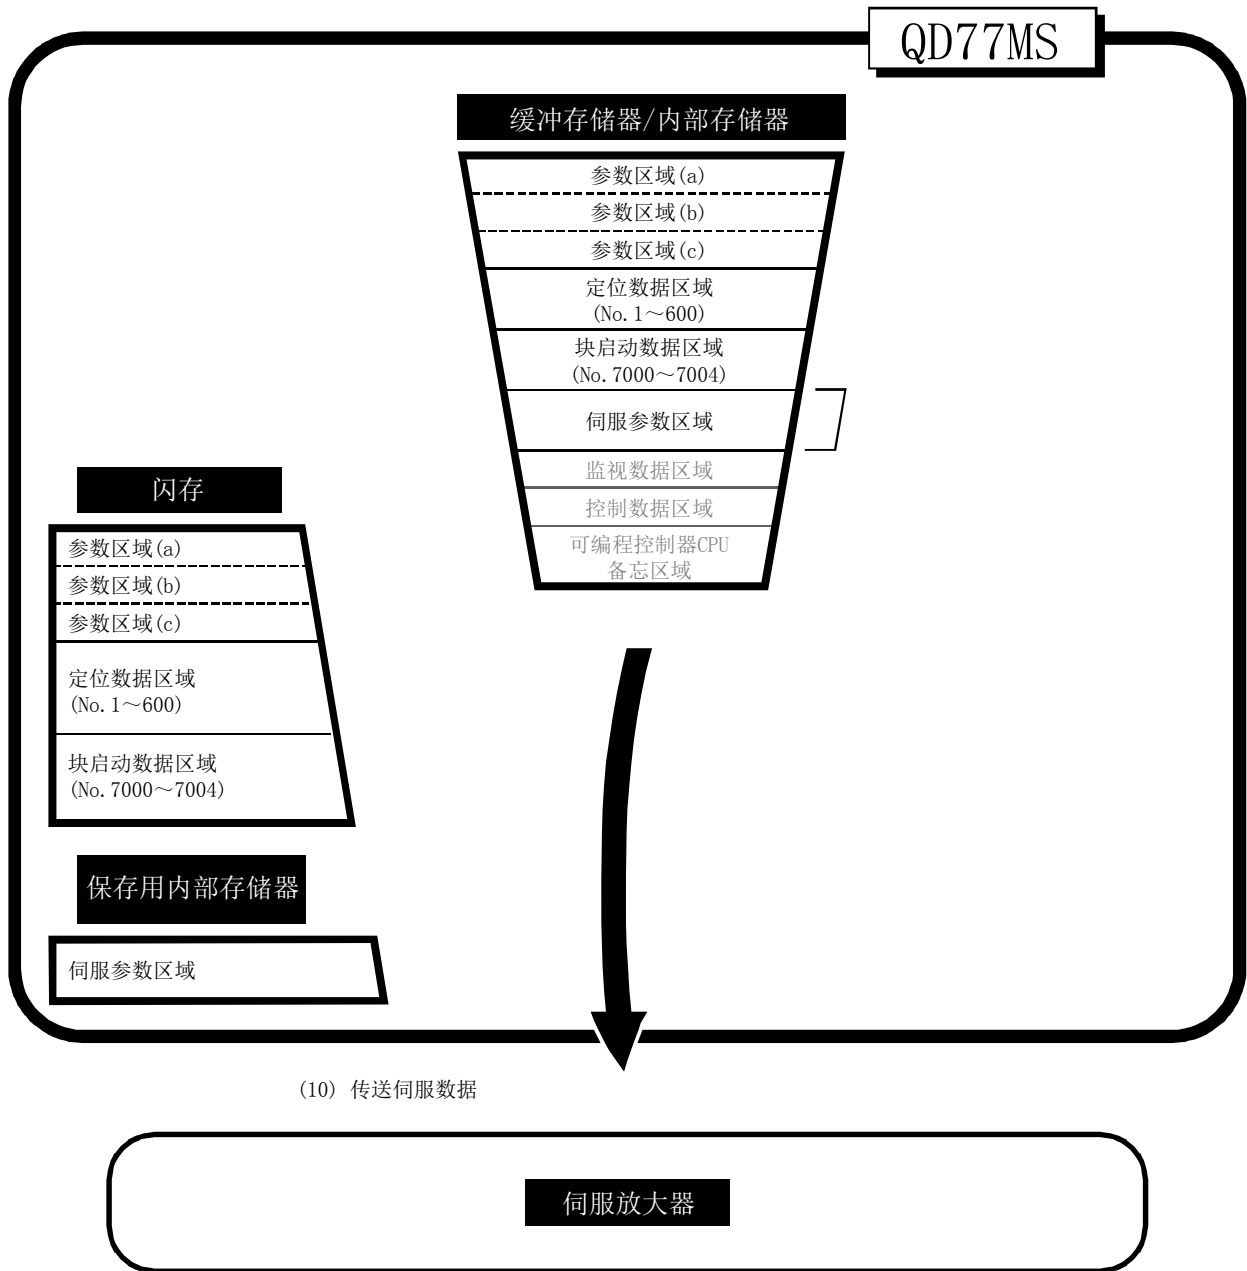 QD77MS
缓冲存储器/内部存储器
参数区域(a)
参数区域(b)
参数区域(c)
定位数据区域
(No.1～600)
块启动数据区域
(No.7000～7004)
伺服参数区域
监视数据区域
控制数据区域
可编程控制器CPU
备忘区域
闪存
参数区域(a)
参数区域(b)
参数区域(c)
定位数据区域
(No.1～600)
块启动数据区域
(No.7000～7004)
保存用内部存储器
伺服参数区域
(10) 传送伺服数据
伺服放大器